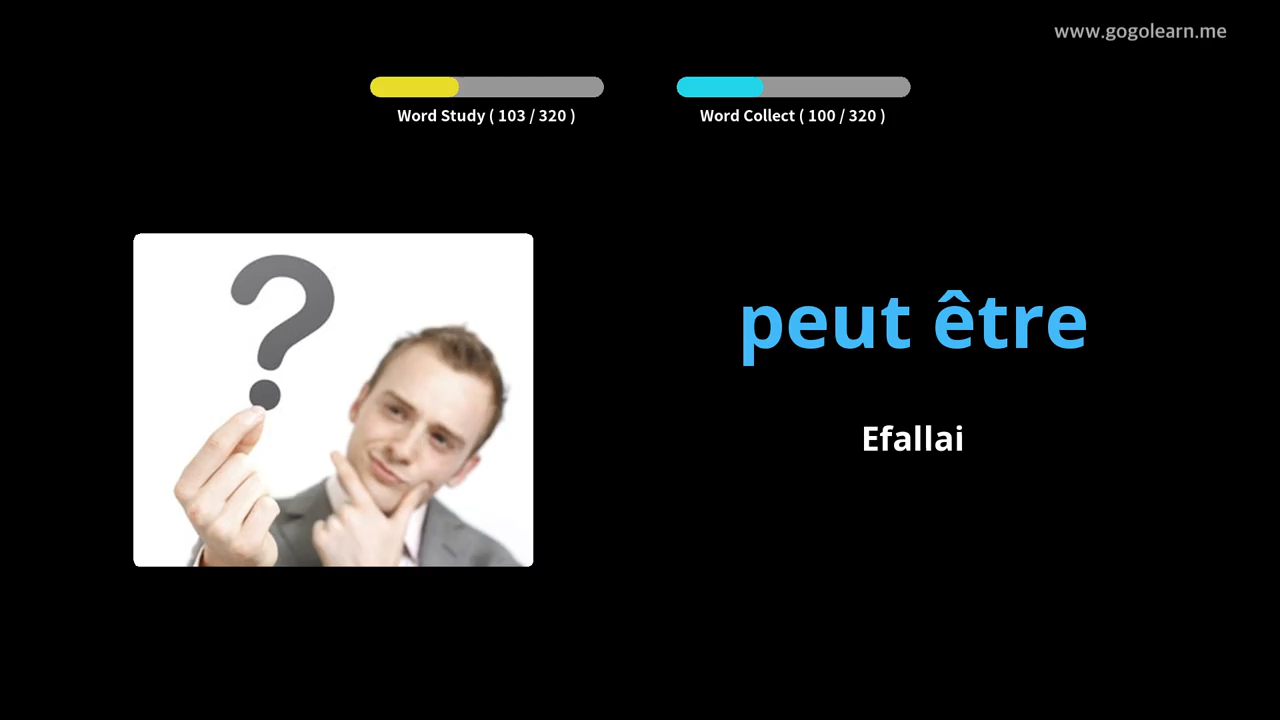 www.gogolearn.me
Word Study ( 103 / 320 )
Word Collect ( 100 / 320 )
?
peut être
Efallai